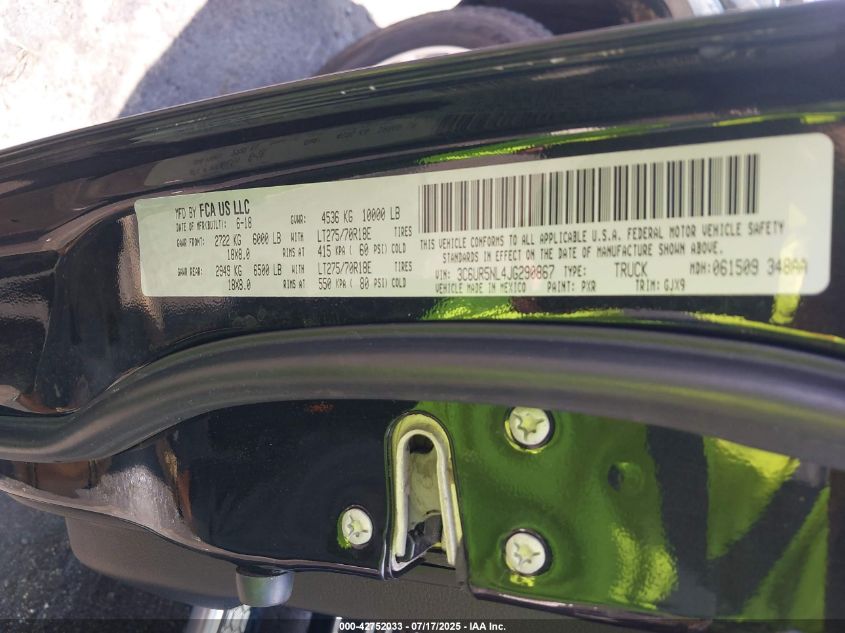 MFD BY FCA US LLC
DATE OF MFR(BUILT): 6-18 GVWR: 4536 KG 10000 LB
GAWR FRONT: 2722 KG 6000 LB WITH LT275/70R18E TIRES
18X8.0 RIMS AT 415 KPA ( 60 PSI) COLD
GAWR REAR: 2949 KG 6500 LB WITH LT275/70R18E TIRES
18X8.0 RIMS AT 550 KPA ( 80 PSI) COLD
THIS VEHICLE CONFORMS TO ALL APPLICABLE U.S.A. FEDERAL MOTOR VEHICLE SAFETY
STANDARDS IN EFFECT ON THE DATE OF MANUFACTURE SHOWN ABOVE.
VIN: 3C6UR5NL4JG290867 TYPE: TRUCK MDH: 061509 348AA
VEHICLE MADE IN MEXICO PAINT: PXR TRIM: GJX9
000-42752033 / 07/17/2025 - IAA Inc.